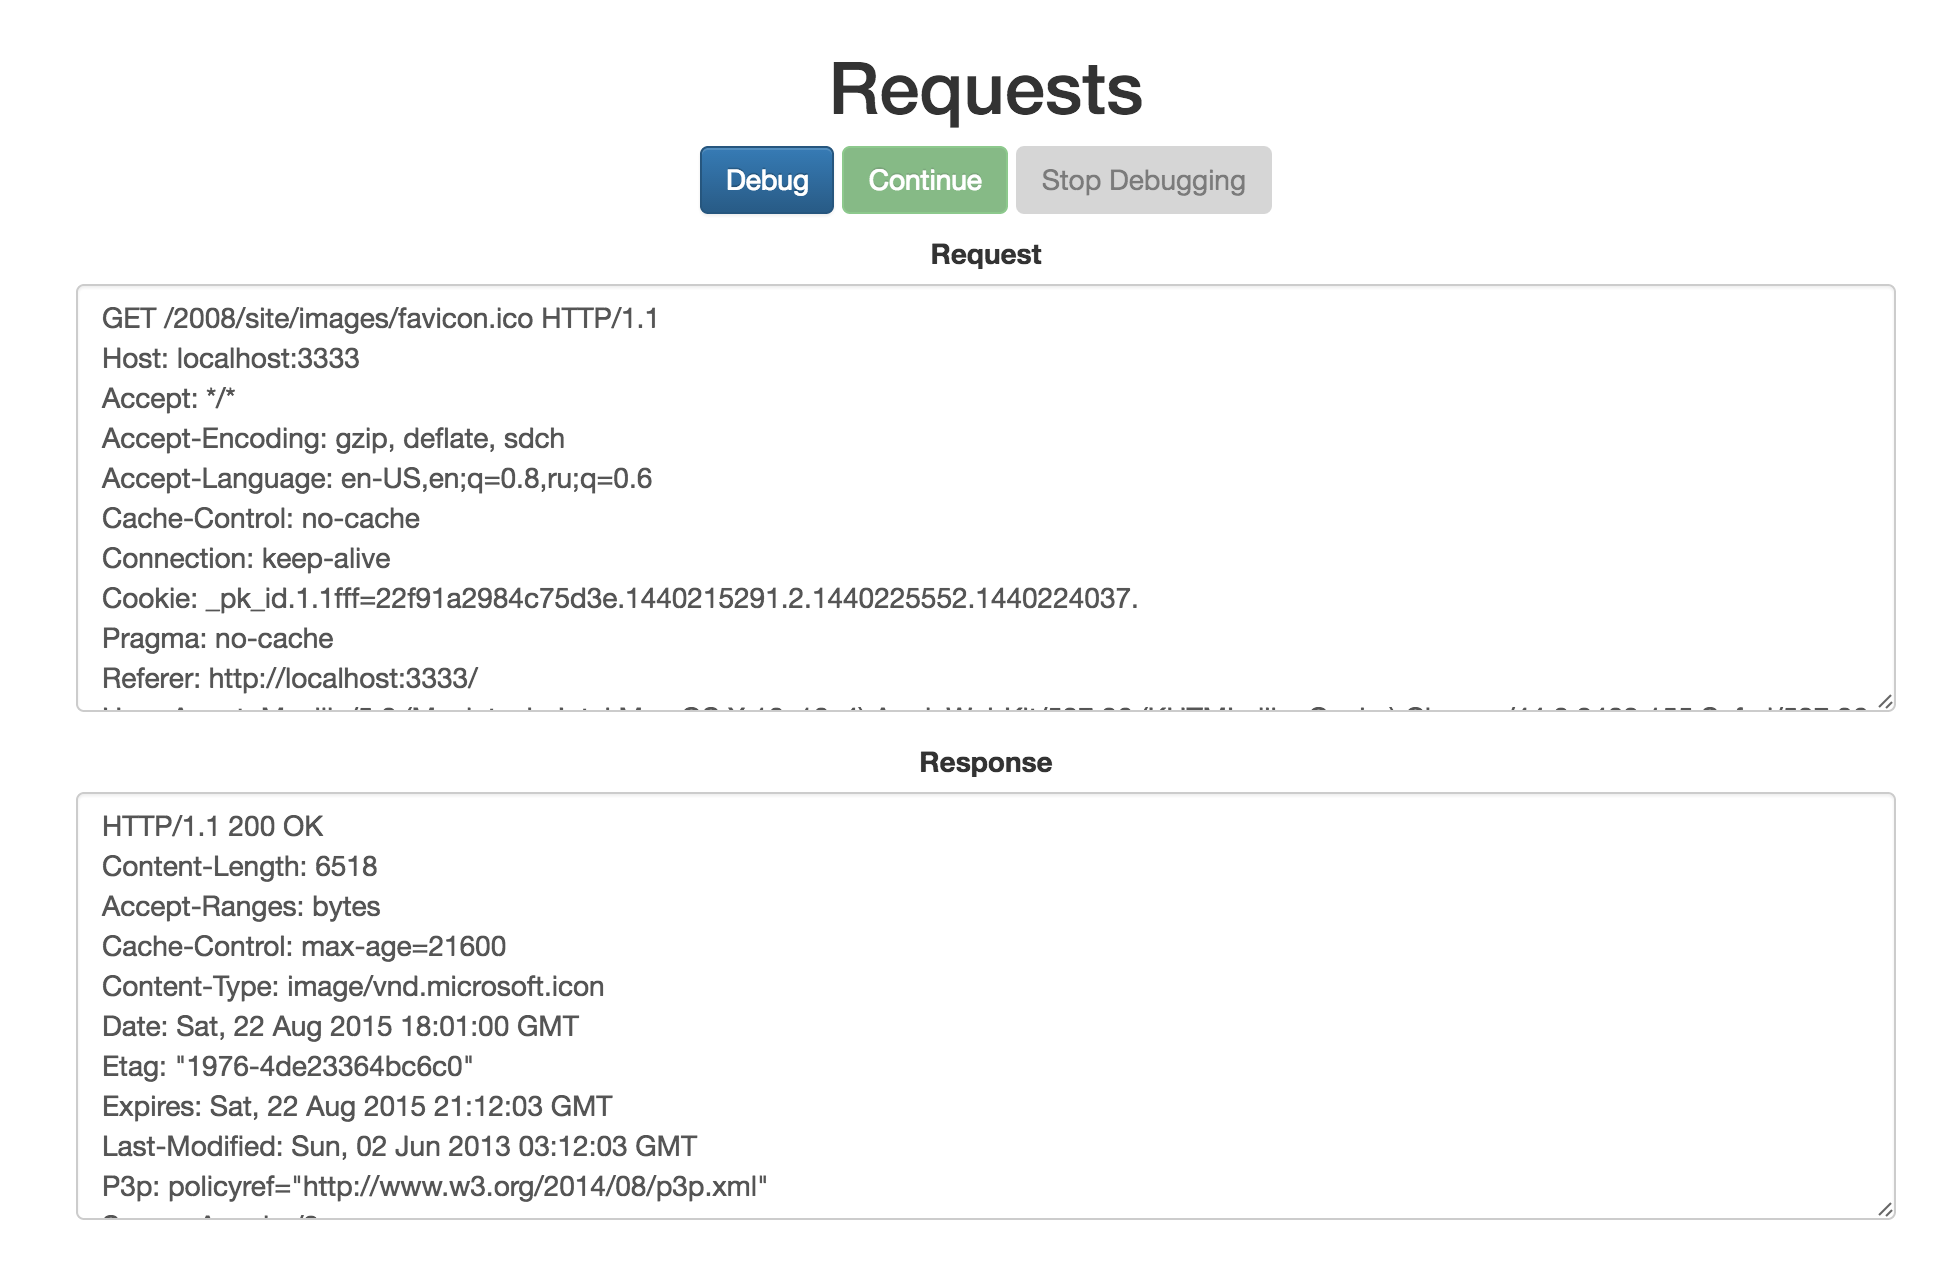 Requests
Debug Continue Stop Debugging
Request
GET /2008/site/images/favicon.ico HTTP/1.1
Host: localhost:3333
Accept: */*
Accept-Encoding: gzip, deflate, sdch
Accept-Language: en-US,en;q=0.8,ru;q=0.6
Cache-Control: no-cache
Connection: keep-alive
Cookie: _pk_id.1.1fff=22f91a2984c75d3e.1440215291.2.1440225552.1440224037.
Pragma: no-cache
Referer: http://localhost:3333/
Response
HTTP/1.1 200 OK
Content-Length: 6518
Accept-Ranges: bytes
Cache-Control: max-age=21600
Content-Type: image/vnd.microsoft.icon
Date: Sat, 22 Aug 2015 18:01:00 GMT
Etag: "1976-4de23364bc6c0"
Expires: Sat, 22 Aug 2015 21:12:03 GMT
Last-Modified: Sun, 02 Jun 2013 03:12:03 GMT
P3p: policyref="http://www.w3.org/2014/08/p3p.xml"